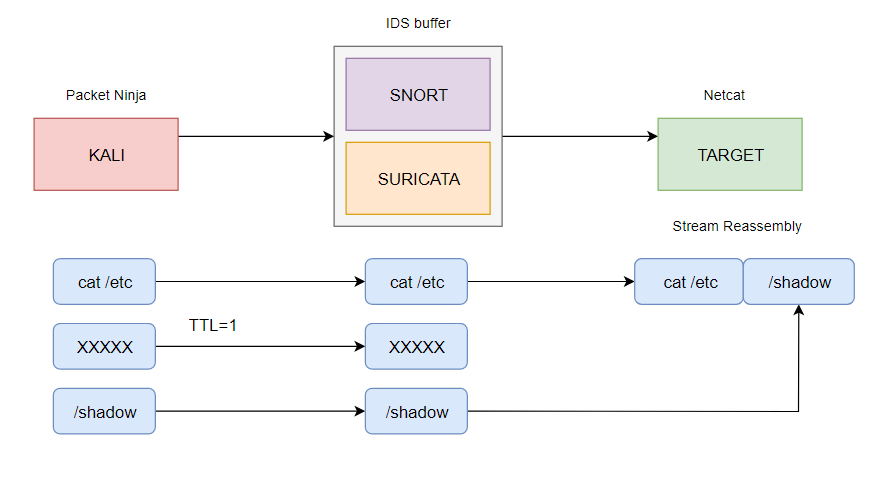 IDS buffer
Packet Ninja
KALI
SNORT
SURICATA
Netcat
TARGET
Stream Reassembly
cat /etc
cat /etc
cat /etc
/shadow
TTL=1
XXXXX
XXXXX
/shadow
/shadow